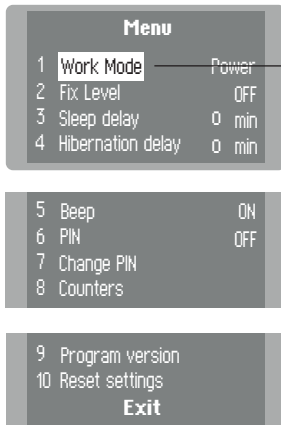 Menu
1 Work Mode Power
2 Fix Level OFF
3 Sleep delay 0 min
4 Hibernation delay 0 min
5 Beep ON
6 PIN OFF
7 Change PIN
8 Counters
9 Program version
10 Reset settings
Exit